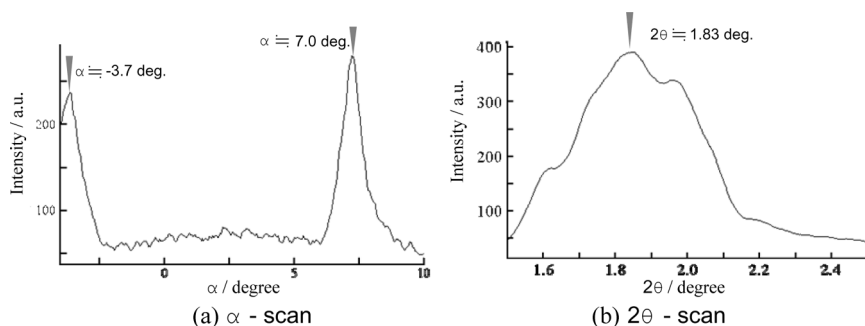 α ≒ 7.0 deg.
α ≒ -3.7 deg.
Intensity / a.u.
200
100
0
5
10
α / degree
(a) α - scan
2θ ≒ 1.83 deg.
Intensity / a.u.
400
300
200
100
1.6
1.8
2.0
2.2
2.4
2θ / degree
(b) 2θ - scan